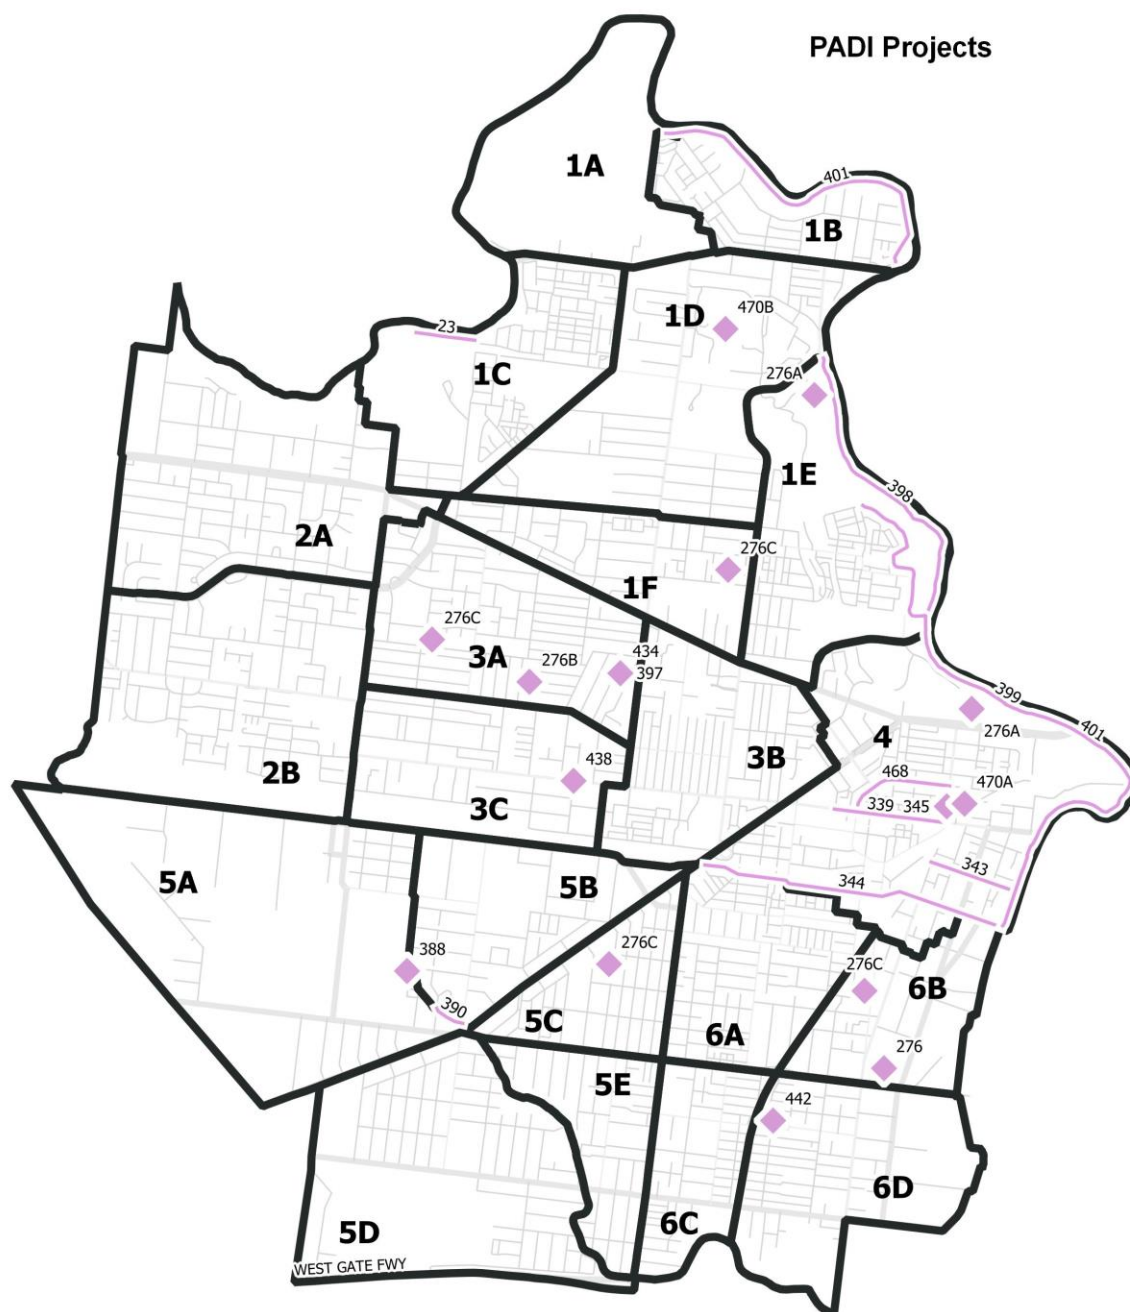 PADI Projects
1A
401
1B
1D
470B
23
1C
276A
1E
398
2A
276C
1F
276C
3A
276B
434
397
399
276A
401
4
3B
2B
438
468
470A
3C
339
345
343
5A
5B
344
276C
388
276C
6B
390
5C
6A
276
5E
442
6D
6C
5D
WEST GATE FWY